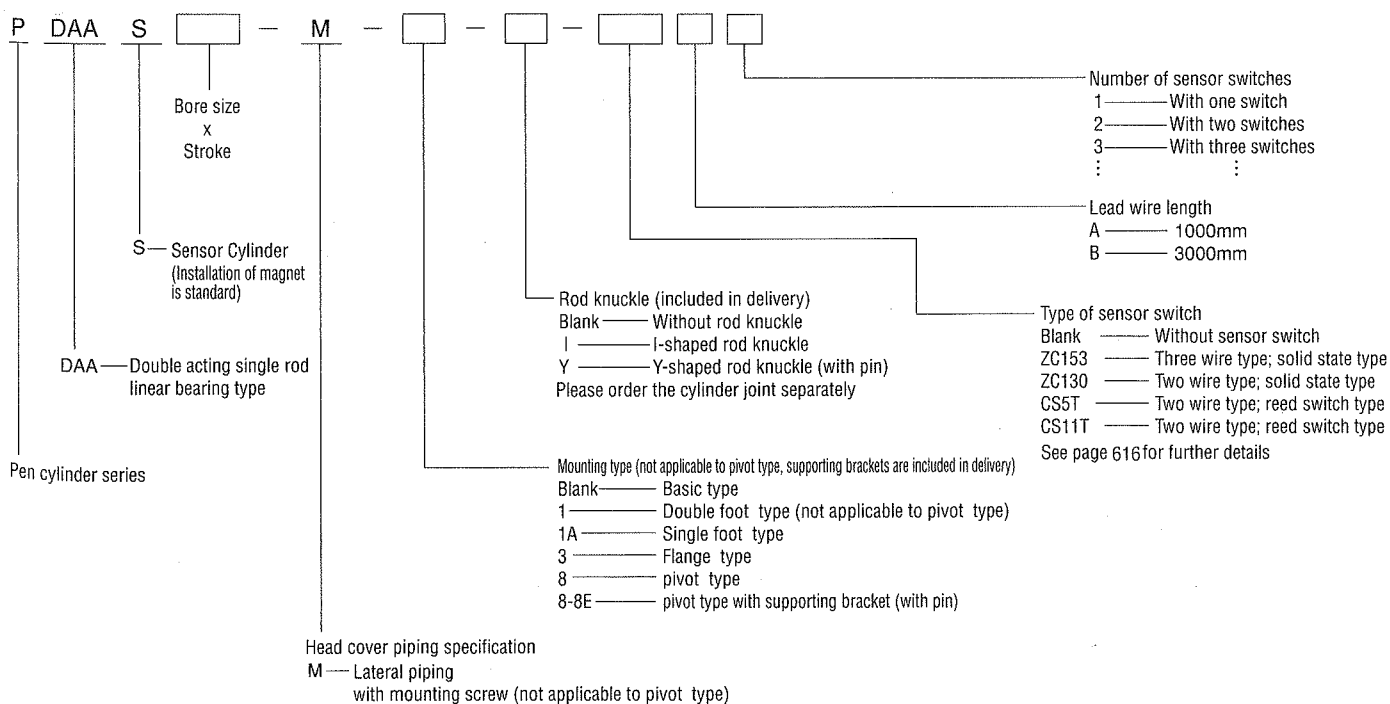 P DAA S — M — — —
Bore size
x
Stroke
S — Sensor Cylinder
(Installation of magnet
is standard)
DAA — Double acting single rod
linear bearing type
Pen cylinder series
Number of sensor switches
1 — With one switch
2 — With two switches
3 — With three switches
⋮ ⋮
Lead wire length
A — 1000mm
B — 3000mm
Rod knuckle (included in delivery)
Blank — Without rod knuckle
I — I-shaped rod knuckle
Y — Y-shaped rod knuckle (with pin)
Please order the cylinder joint separately
Type of sensor switch
Blank — Without sensor switch
ZC153 — Three wire type; solid state type
ZC130 — Two wire type; solid state type
CS5T — Two wire type; reed switch type
CS11T — Two wire type; reed switch type
See page 616 for further details
Mounting type (not applicable to pivot type, supporting brackets are included in delivery)
Blank — Basic type
1 — Double foot type (not applicable to pivot type)
1A — Single foot type
3 — Flange type
8 — pivot type
8-8E — pivot type with supporting bracket (with pin)
Head cover piping specification
M — Lateral piping
with mounting screw (not applicable to pivot type)